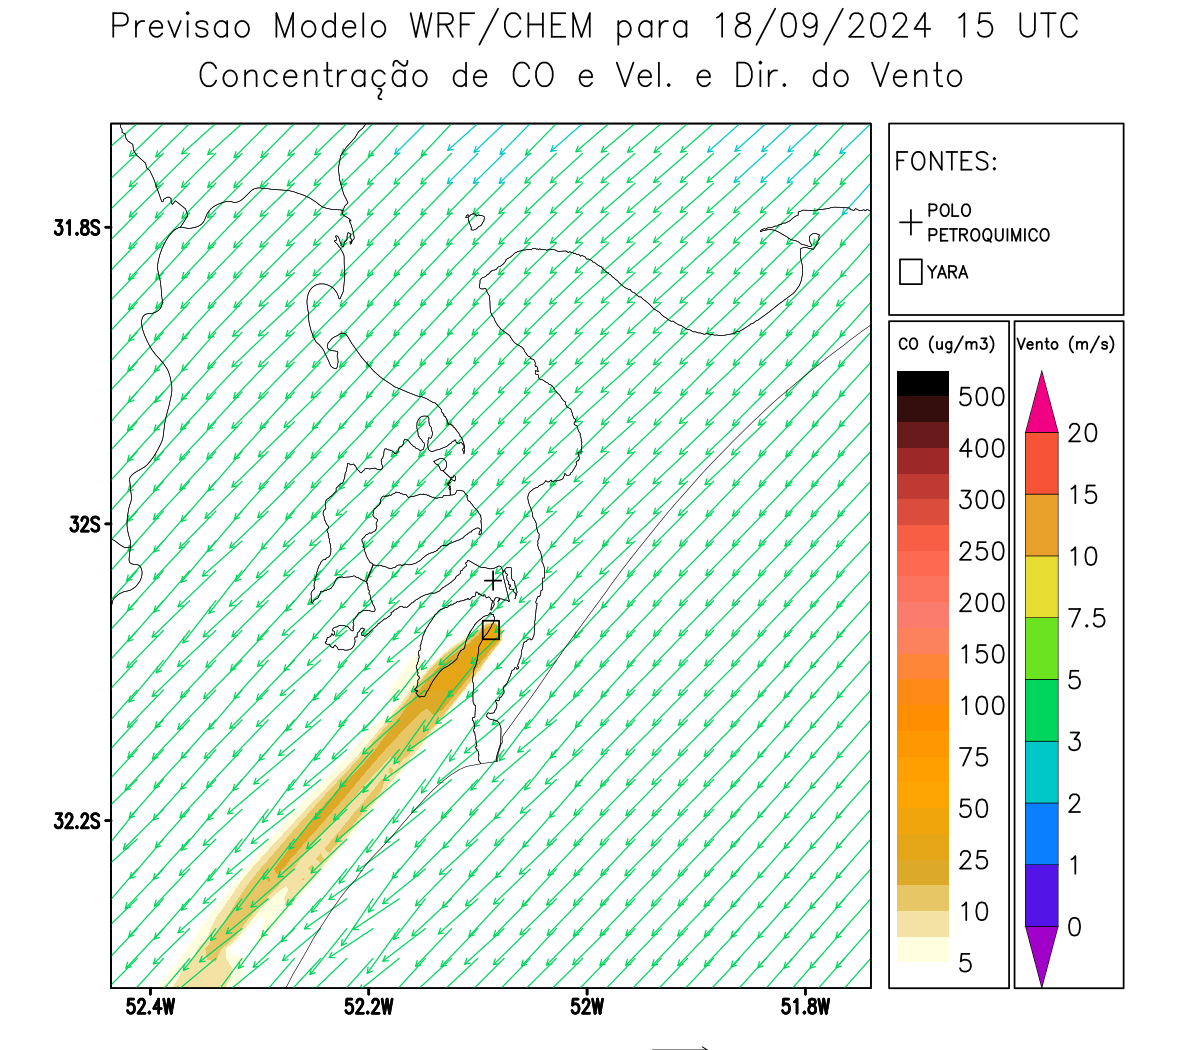 Previsao Modelo WRF/CHEM para 18/09/2024 15 UTC
Concentração de CO e Vel. e Dir. do Vento
FONTES:
POLO
PETROQUIMICO
YARA
31.8S
32S
32.2S
52.4W
52.2W
52W
51.8W
CO (ug/m3)
500
400
300
250
200
150
100
75
50
25
10
5
Vento (m/s)
20
15
10
7.5
5
3
2
1
0